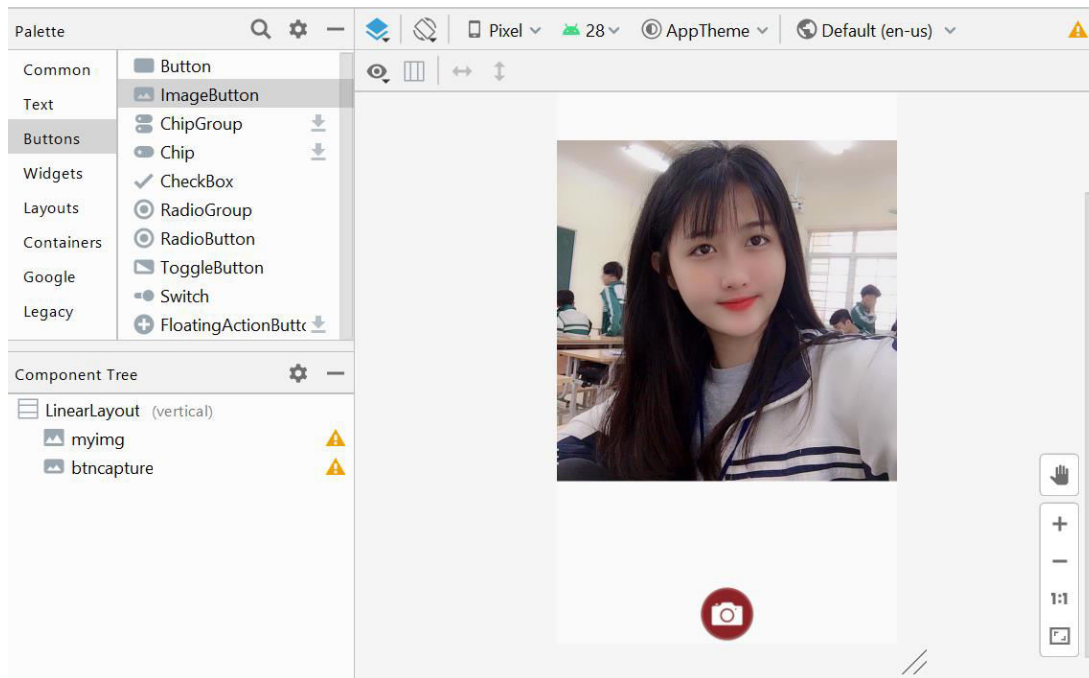 Palette
Common
Text
Buttons
Widgets
Layouts
Containers
Google
Legacy
Button
ImageButton
ChipGroup
Chip
CheckBox
RadioGroup
RadioButton
ToggleButton
Switch
FloatingActionButt
Component Tree
LinearLayout (vertical)
myimg
btncapture
Pixel 28 AppTheme Default (en-us)
1:1